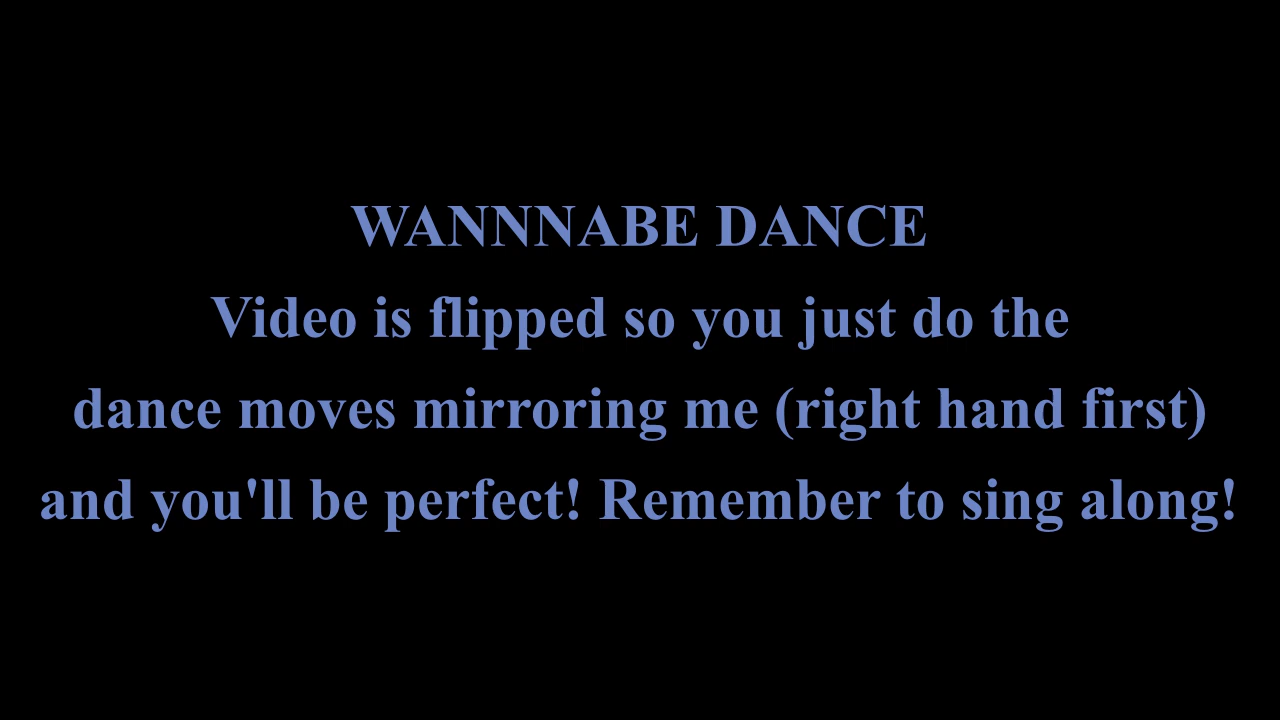 WANNNABE DANCE
Video is flipped so you just do the
dance moves mirroring me (right hand first)
and you'll be perfect! Remember to sing along!